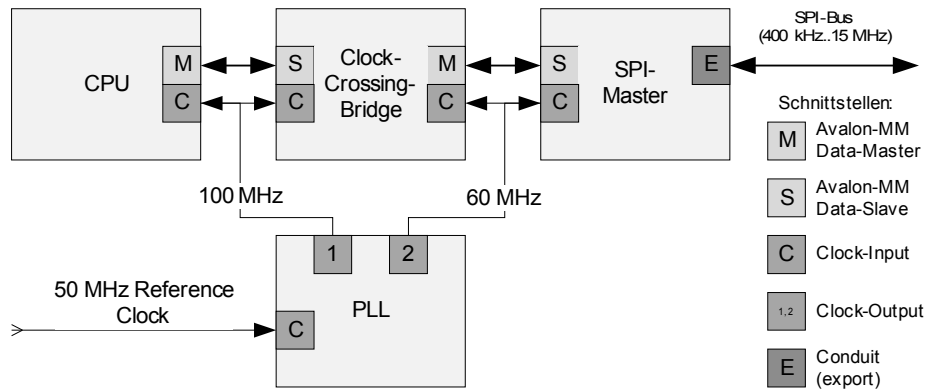 CPU
M
C
S
C
Clock-
Crossing-
Bridge
M
C
S
C
SPI-
Master
E
SPI-Bus
(400 kHz..15 MHz)
100 MHz
60 MHz
1
2
PLL
C
50 MHz Reference
Clock
Schnittstellen:
M
Avalon-MM
Data-Master
S
Avalon-MM
Data-Slave
C
Clock-Input
1,2
Clock-Output
E
Conduit
(export)